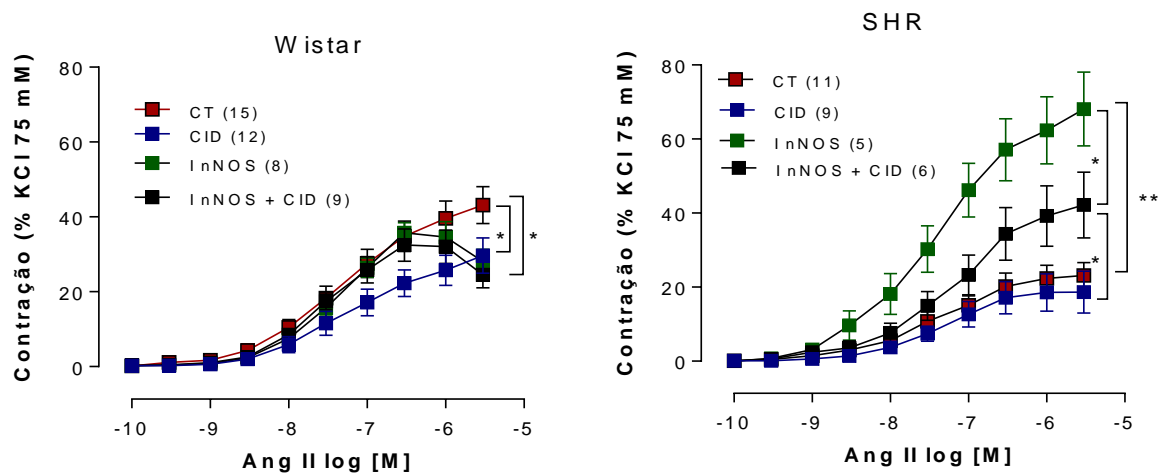 Wistar
Contração (% KCl 75 mM)
80
60
40
20
0
CT (15)
CID (12)
InNOS (8)
InNOS + CID (9)
*
*
-10
-9
-8
-7
-6
-5
Ang II log [M]
SHR
Contração (% KCl 75 mM)
80
60
40
20
0
CT (11)
CID (9)
InNOS (5)
InNOS + CID (6)
*
**
*
-10
-9
-8
-7
-6
-5
Ang II log [M]